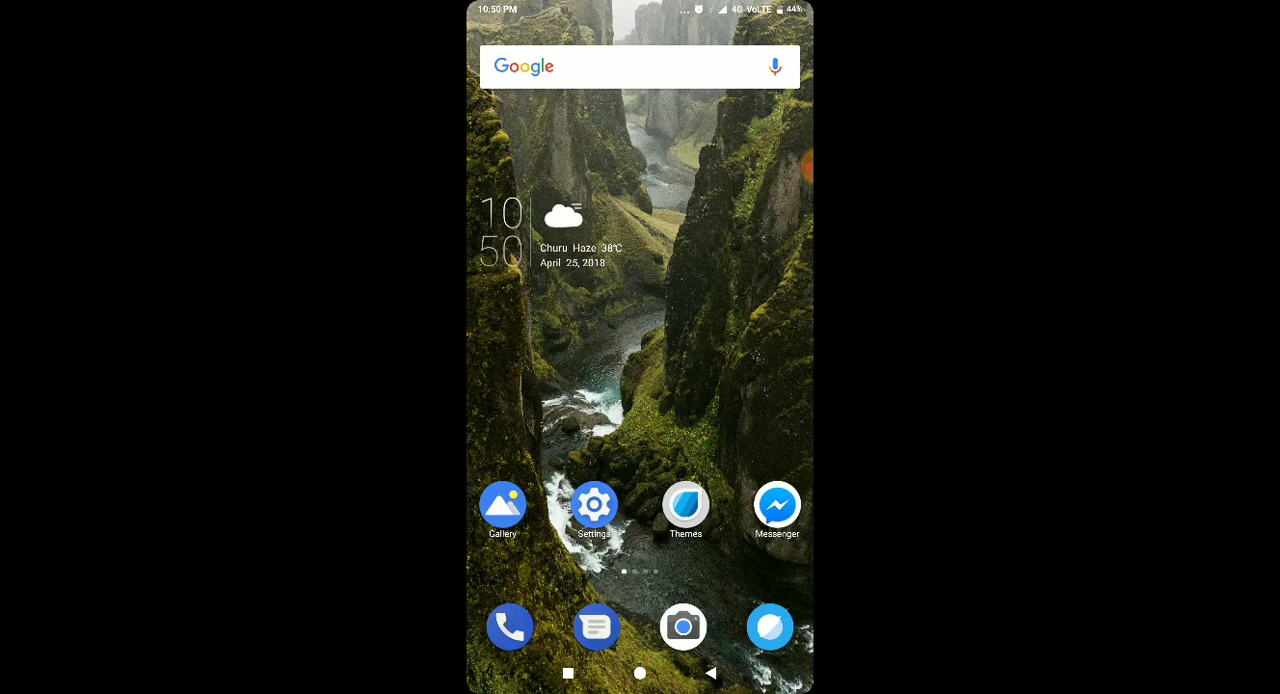 10:50 PM
... 4G VoLTE 44%
Google
10
50
Churu Haze 38℃
April 25, 2018
Gallery
Settings
Themes
Messenger